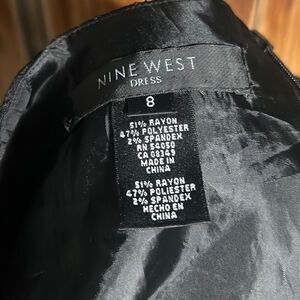 NINE WEST
DRESS
8
51% RAYON
47% POLYESTER
2% SPANDEX
RN 54050
CA 08349
MADE IN
CHINA
51% RAYON
47% POLIESTER
2% SPANDEX
HECHO EN
CHINA